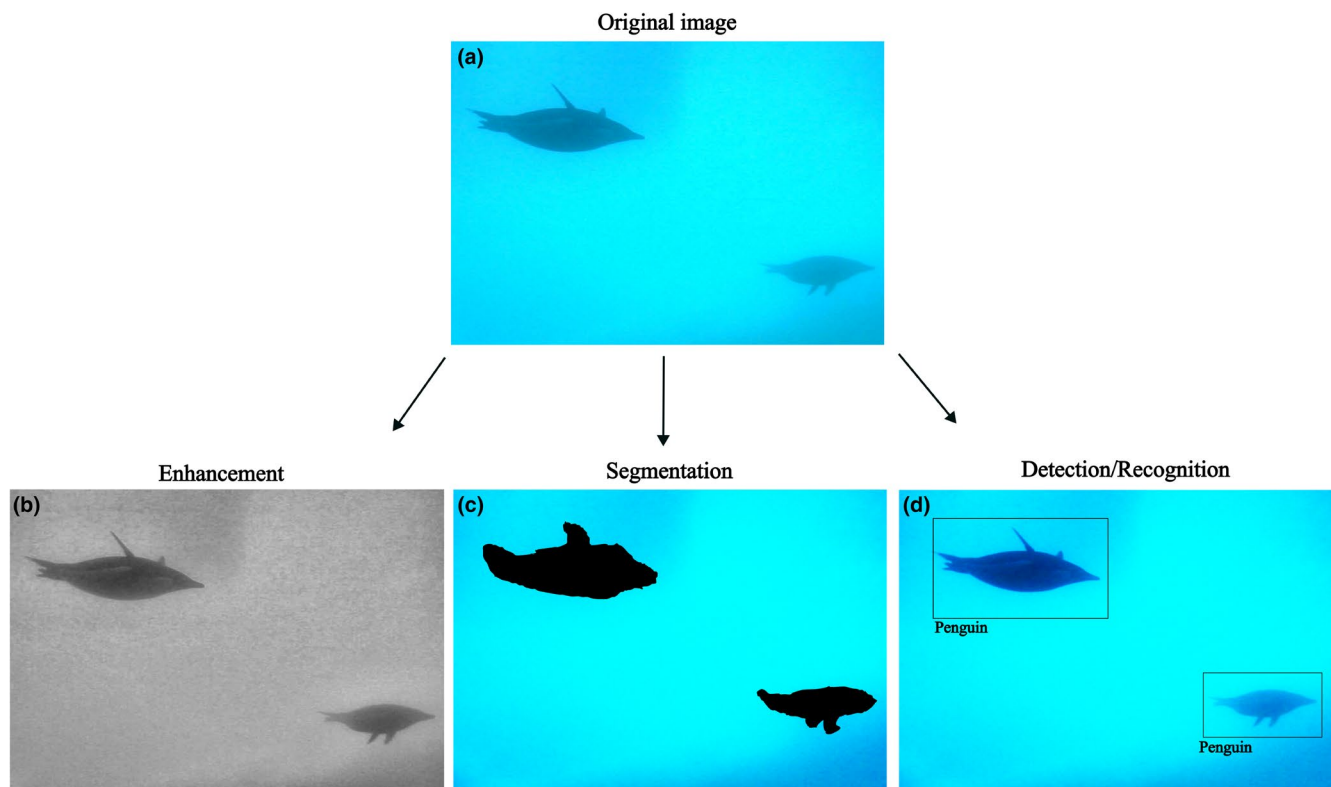 Original image
(a)
Enhancement
(b)
Segmentation
(c)
Detection/Recognition
(d)
Penguin
Penguin